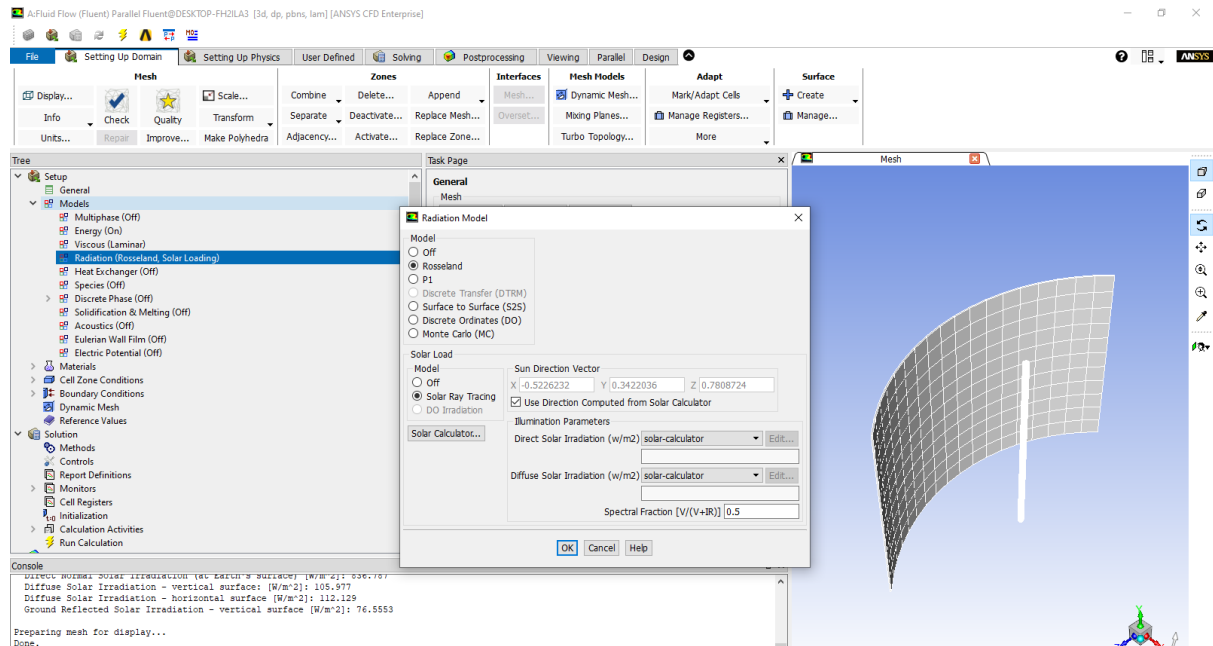 A:Fluid Flow (Fluent) Parallel Fluent@DESKTOP-FH2ILA3 [3d, dp, pbns, lam] [ANSYS CFD Enterprise]
File Setting Up Domain Setting Up Physics User Defined Solving Postprocessing Viewing Parallel Design ANSYS
Mesh Zones Interfaces Mesh Models Adapt Surface
Display... Scale... Combine Delete... Append Mesh... Dynamic Mesh... Mark/Adapt Cells Create
Info Check Quality Transform Separate Deactivate... Replace Mesh... Overset... Mixing Planes... Manage Registers... Manage...
Units... Repair Improve... Make Polyhedra Adjacency... Activate... Replace Zone... Turbo Topology... More
Tree
Setup
General
Models
Multiphase (Off)
Energy (On)
Viscous (Laminar)
Radiation (Rosseland, Solar Loading)
Heat Exchanger (Off)
Species (Off)
Discrete Phase (Off)
Solidification & Melting (Off)
Acoustics (Off)
Eulerian Wall Film (Off)
Electric Potential (Off)
Materials
Cell Zone Conditions
Boundary Conditions
Dynamic Mesh
Reference Values
Solution
Methods
Controls
Report Definitions
Monitors
Cell Registers
Initialization
Calculation Activities
Run Calculation
Task Page
General
Mesh
Mesh
Radiation Model
Model
Off
Rosseland
P1
Discrete Transfer (DTRM)
Surface to Surface (S2S)
Discrete Ordinates (DO)
Monte Carlo (MC)
Solar Load
Model
Off
Solar Ray Tracing
DO Irradiation
Solar Calculator...
Sun Direction Vector
X -0.5226232 Y 0.3422036 Z 0.7808724
Use Direction Computed from Solar Calculator
Illumination Parameters
Direct Solar Irradiation (w/m2) solar-calculator Edit...
Diffuse Solar Irradiation (w/m2) solar-calculator Edit...
Spectral Fraction [V/(V+IR)] 0.5
OK Cancel Help
Console
Direct Normal Solar Irradiation (at Earth's surface) [W/m^2]: 836.787
Diffuse Solar Irradiation - vertical surface: [W/m^2]: 105.977
Diffuse Solar Irradiation - horizontal surface [W/m^2]: 112.129
Ground Reflected Solar Irradiation - vertical surface [W/m^2]: 76.5553
Preparing mesh for display...
Done.
Y